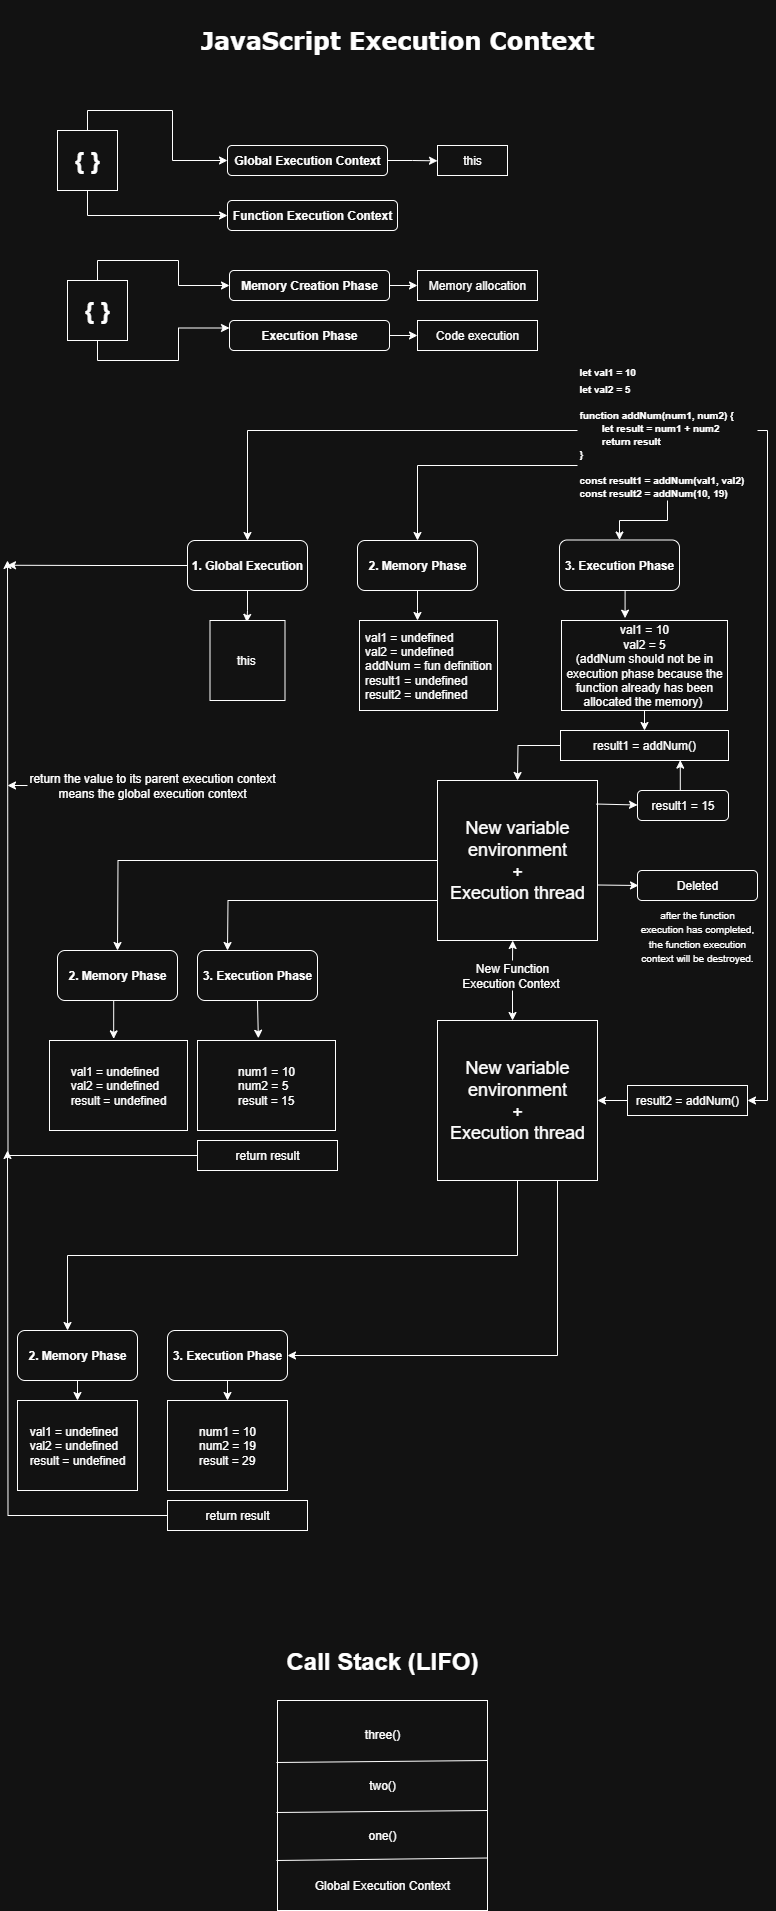 JavaScript Execution Context
{ }
Global Execution Context
this
Function Execution Context
{ }
Memory Creation Phase
Memory allocation
Execution Phase
Code execution
let val1 = 10
let val2 = 5
function addNum(num1, num2) {
let result = num1 + num2
return result
}
const result1 = addNum(val1, val2)
const result2 = addNum(10, 19)
1. Global Execution
2. Memory Phase
3. Execution Phase
this
val1 = undefined
val2 = undefined
addNum = fun definition
result1 = undefined
result2 = undefined
val1 = 10
val2 = 5
(addNum should not be in
execution phase because the
function already has been
allocated the memory)
result1 = addNum()
return the value to its parent execution context
means the global execution context
New variable
environment
+
Execution thread
result1 = 15
Deleted
after the function
execution has completed,
the function execution
context will be destroyed.
2. Memory Phase
3. Execution Phase
New Function
Execution Context
val1 = undefined
val2 = undefined
result = undefined
num1 = 10
num2 = 5
result = 15
New variable
environment
+
Execution thread
result2 = addNum()
return result
2. Memory Phase
3. Execution Phase
val1 = undefined
val2 = undefined
result = undefined
num1 = 10
num2 = 19
result = 29
return result
Call Stack (LIFO)
three()
two()
one()
Global Execution Context